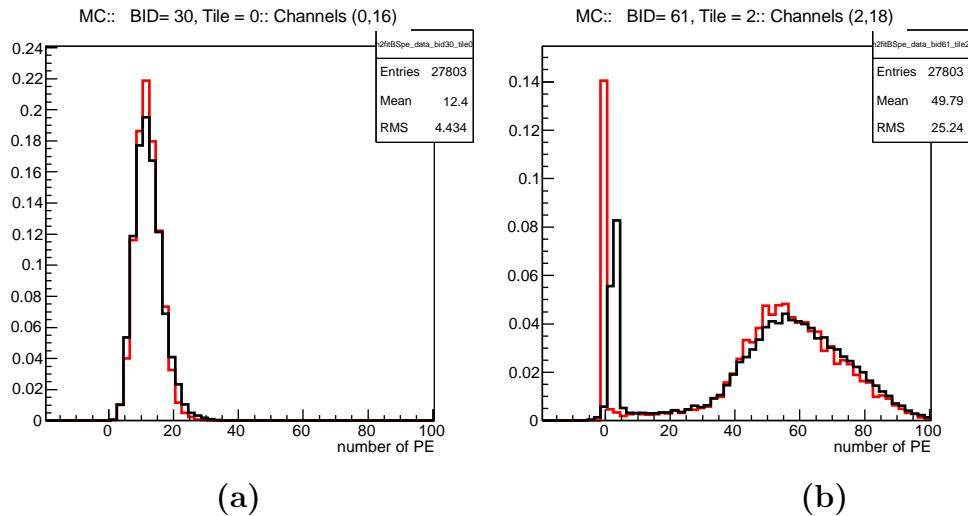 MC:: BID= 30, Tile = 0:: Channels (0,16)
h2fitBSpe_data_bid30_tile0
Entries 27803
Mean 12.4
RMS 4.434
0.24
0.22
0.2
0.18
0.16
0.14
0.12
0.1
0.08
0.06
0.04
0.02
0
0 20 40 60 80 100
number of PE
(a)
MC:: BID= 61, Tile = 2:: Channels (2,18)
h2fitBSpe_data_bid61_tile2
Entries 27803
Mean 49.79
RMS 25.24
0.14
0.12
0.1
0.08
0.06
0.04
0.02
0
0 20 40 60 80 100
number of PE
(b)